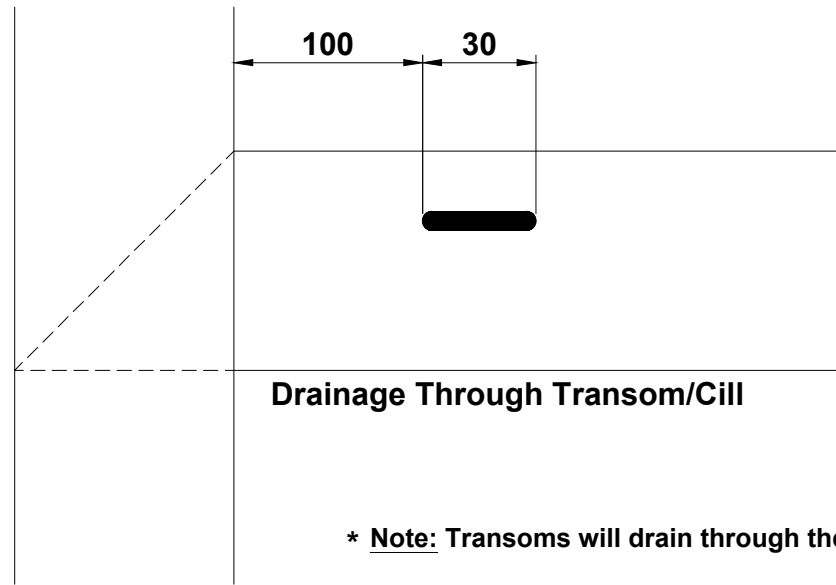 100 30
Drainage Through Transom/Cill
* Note: Transoms will drain through the